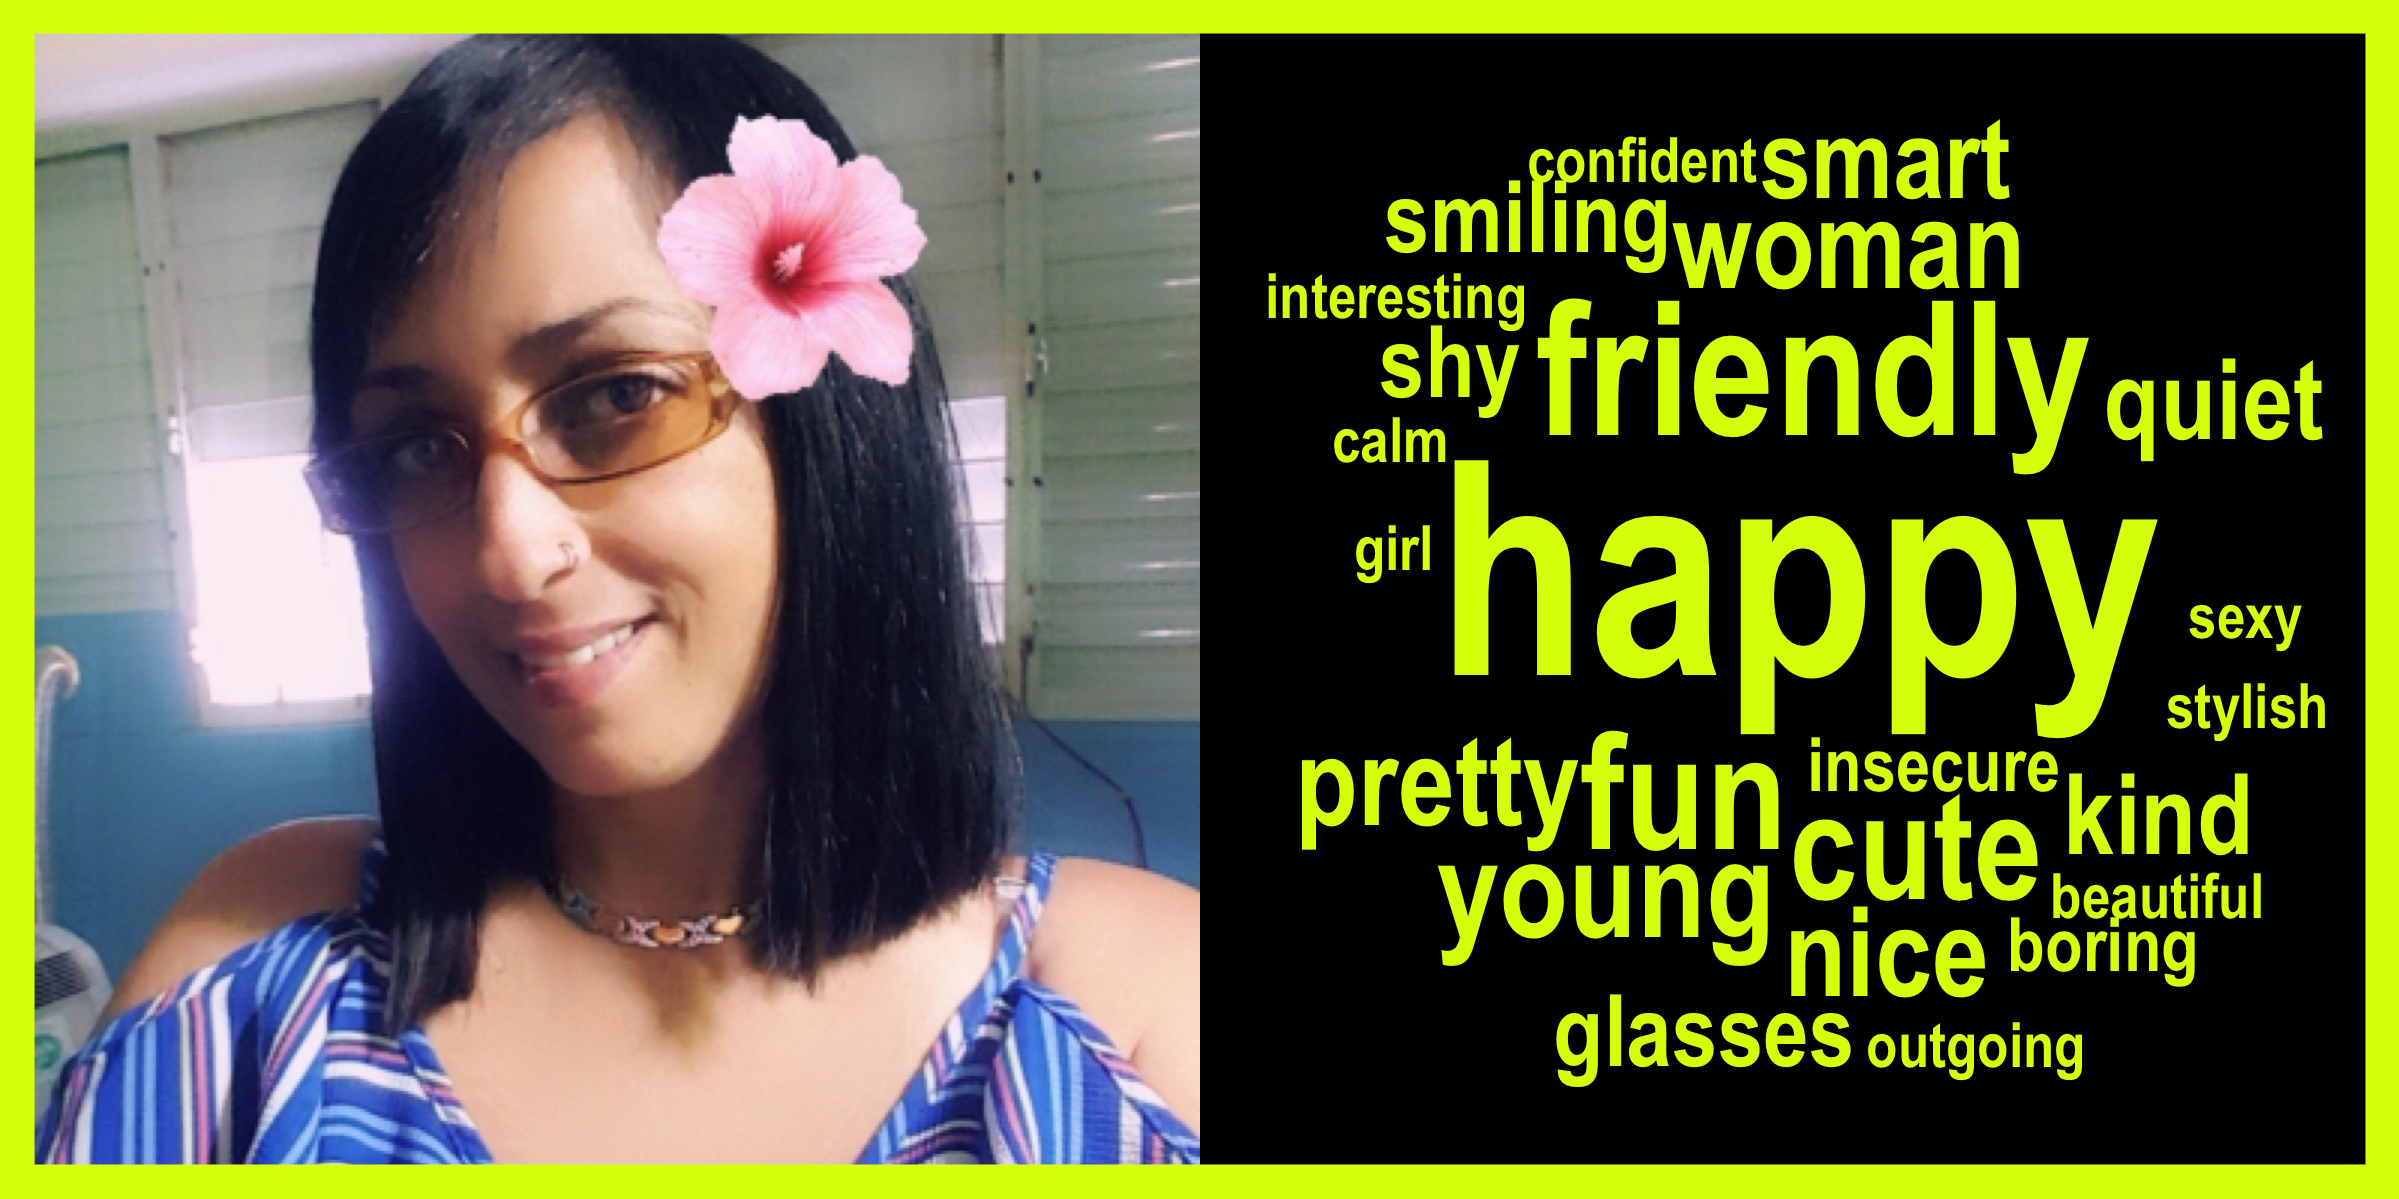 confident smart
smiling woman
interesting
shy friendly quiet
calm
happy
girl
sexy
stylish
pretty fun insecure kind
young cute
beautiful
nice boring
glasses outgoing